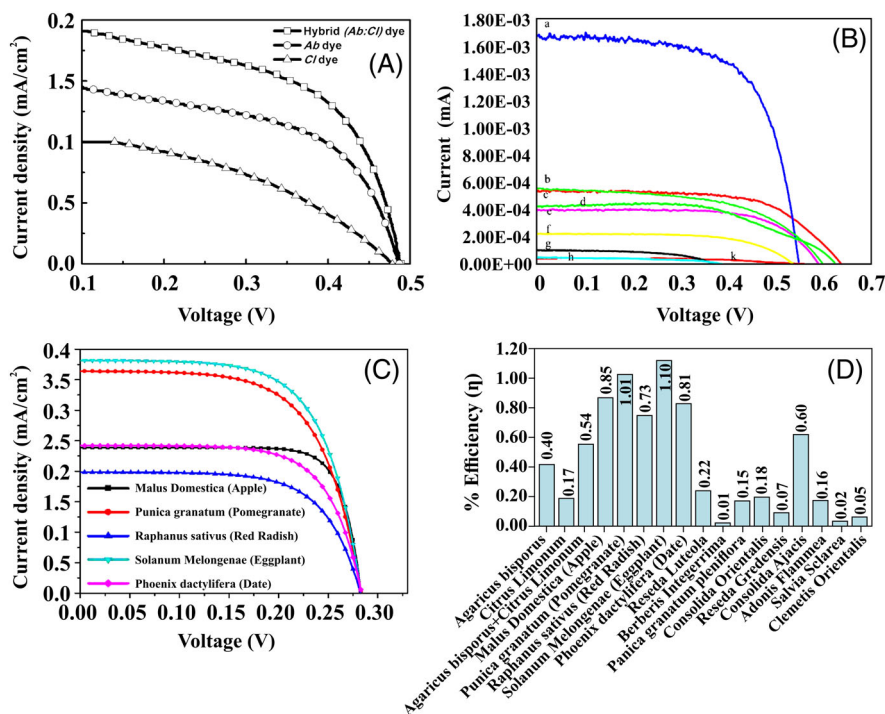 (A)
Hybrid (Ab:Cl) dye
Ab dye
Cl dye
Current density (mA/cm²)
0.2
1.5
0.1
0.5
0.0
0.1 0.2 0.3 0.4 0.5
Voltage (V)
(B)
Current (mA)
1.80E-03
1.60E-03
1.40E-03
1.20E-03
1.00E-03
8.00E-04
6.00E-04
4.00E-04
2.00E-04
0.00E+00
a
b
c
d
e
f
g
h
k
0 0.1 0.2 0.3 0.4 0.5 0.6 0.7
Voltage (V)
(C)
Current density (mA/cm²)
0.4
3.5
0.3
2.5
0.2
1.5
0.1
0.5
0.0
Malus Domestica (Apple)
Punica granatum (Pomegranate)
Raphanus sativus (Red Radish)
Solanum Melongenae (Eggplant)
Phoenix dactylifera (Date)
0.00 0.05 0.10 0.15 0.20 0.25 0.30
Voltage (V)
(D)
% Efficiency (η)
1.20
1.00
0.80
0.60
0.40
0.20
0.00
0.40
0.17
0.54
0.85
1.01
0.73
1.10
0.81
0.22
0.01
0.15
0.18
0.07
0.60
0.16
0.02
0.05
Agaricus bisporus
Citrus Limonum
Agaricus bisporus+Citrus Limonum
Malus Domestica (Apple)
Punica granatum (Pomegranate)
Raphanus sativus (Red Radish)
Solanum Melongenae (Eggplant)
Phoenix dactylifera (Date)
Reseda Luteola
Berberis Integerrima
Panica granatum pleniflora
Consolida Orientalis
Reseda Gredensis
Consolida Ajacis
Adonis Flammea
Salvia Sclarea
Clemetis Orientalis